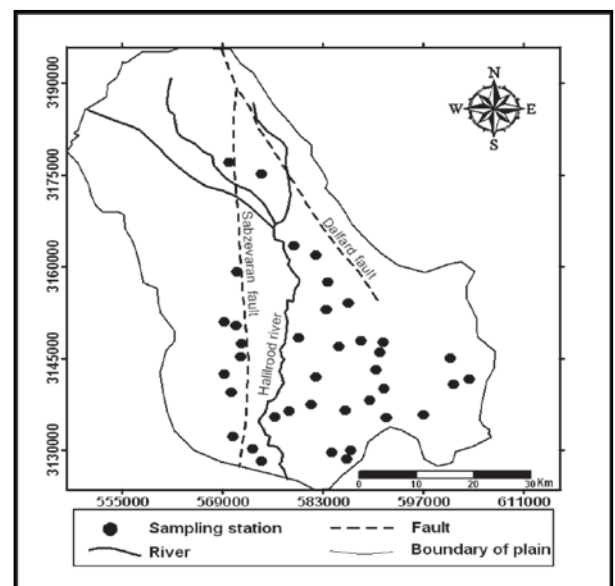 N
W E
S
3190000
3175000
3160000
3145000
3130000
Dalfard fault
Sabzevaran fault
Halilrood river
0 10 20 30 Km
555000 569000 583000 597000 611000
Sampling station
Fault
River
Boundary of plain